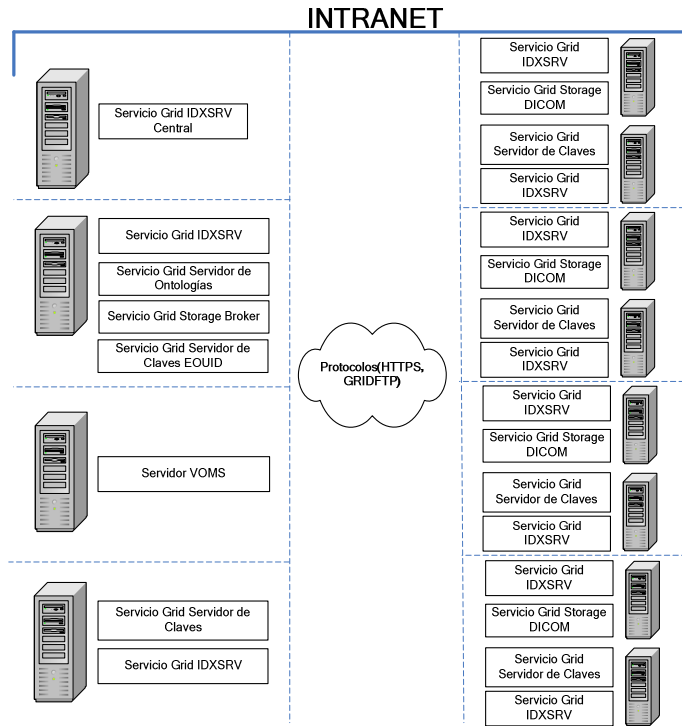 INTRANET
Servicio Grid IDXSRV
Central
Servicio Grid IDXSRV
Servicio Grid Servidor de
Ontologías
Servicio Grid Storage Broker
Servicio Grid Servidor de
Claves EOUID
Servidor VOMS
Servicio Grid Servidor de
Claves
Servicio Grid IDXSRV
Protocolos(HTTPS,
GRIDFTP)
Servicio Grid
IDXSRV
Servicio Grid Storage
DICOM
Servicio Grid
Servidor de Claves
Servicio Grid
IDXSRV
Servicio Grid
IDXSRV
Servicio Grid Storage
DICOM
Servicio Grid
Servidor de Claves
Servicio Grid
IDXSRV
Servicio Grid
IDXSRV
Servicio Grid Storage
DICOM
Servicio Grid
Servidor de Claves
Servicio Grid
IDXSRV
Servicio Grid
IDXSRV
Servicio Grid Storage
DICOM
Servicio Grid
Servidor de Claves
Servicio Grid
IDXSRV